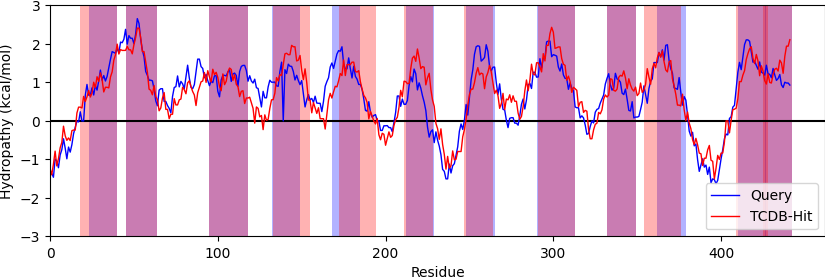 3
2
1
0
−1
−2
−3
Hydropathy (kcal/mol)
0 100 200 300 400
Residue
Query
TCDB-Hit